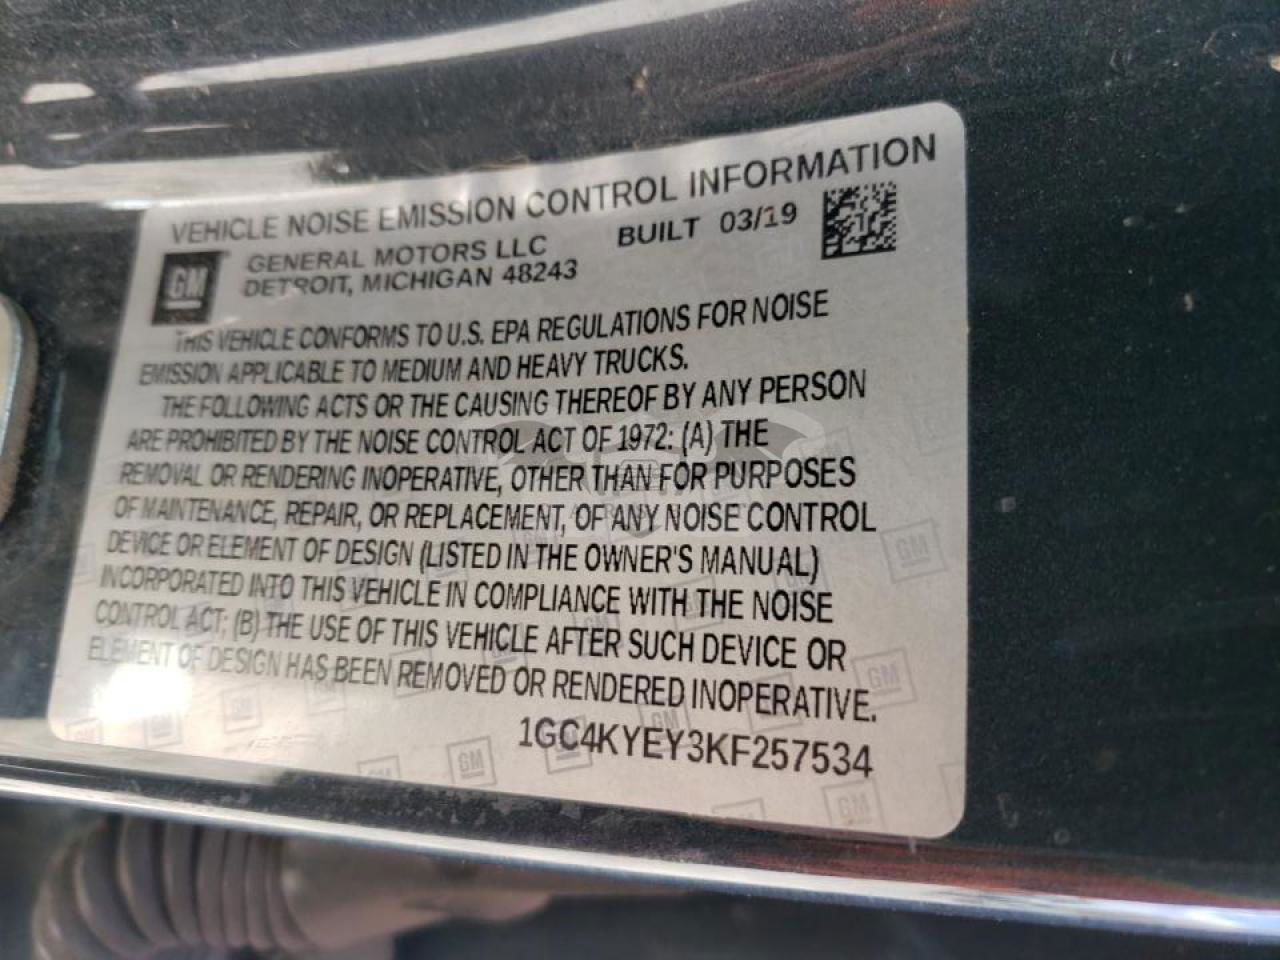 VEHICLE NOISE EMISSION CONTROL INFORMATION
GM GENERAL MOTORS LLC BUILT 03/19
DETROIT, MICHIGAN 48243
THIS VEHICLE CONFORMS TO U.S. EPA REGULATIONS FOR NOISE
EMISSION APPLICABLE TO MEDIUM AND HEAVY TRUCKS.
THE FOLLOWING ACTS OR THE CAUSING THEREOF BY ANY PERSON
ARE PROHIBITED BY THE NOISE CONTROL ACT OF 1972: (A) THE
REMOVAL OR RENDERING INOPERATIVE, OTHER THAN FOR PURPOSES
OF MAINTENANCE, REPAIR, OR REPLACEMENT, OF ANY NOISE CONTROL
DEVICE OR ELEMENT OF DESIGN (LISTED IN THE OWNER'S MANUAL)
INCORPORATED INTO THIS VEHICLE IN COMPLIANCE WITH THE NOISE
CONTROL ACT; (B) THE USE OF THIS VEHICLE AFTER SUCH DEVICE OR
ELEMENT OF DESIGN HAS BEEN REMOVED OR RENDERED INOPERATIVE.
1GC4KYEY3KF257534